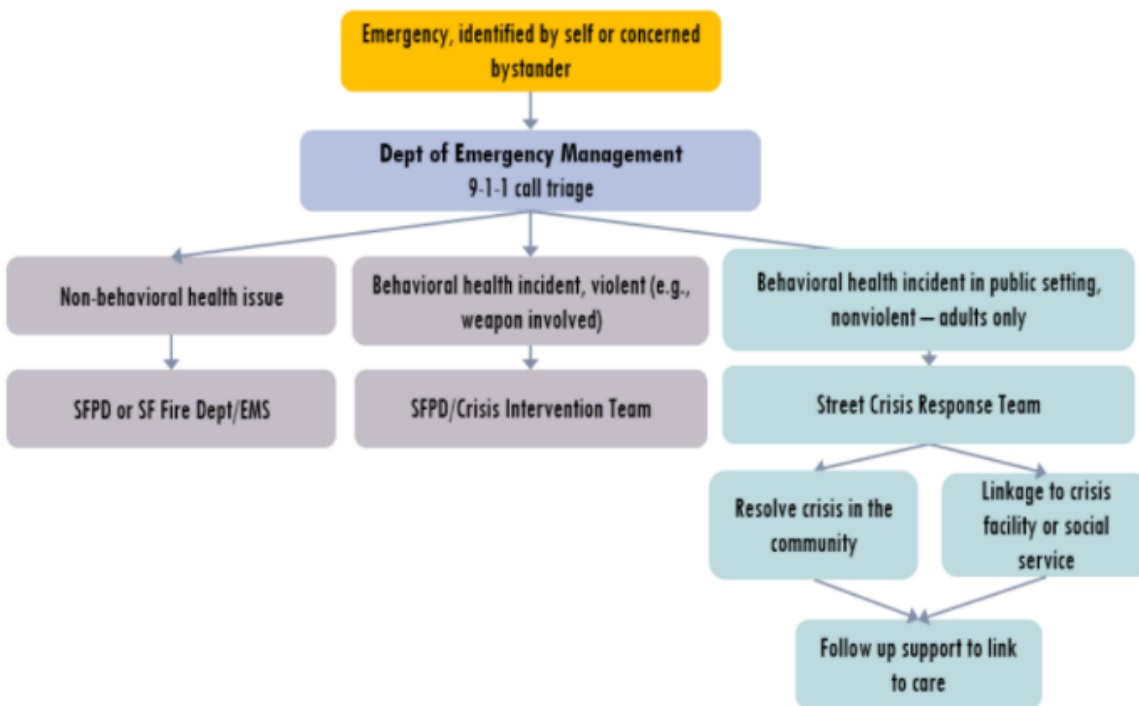 Emergency, identified by self or concerned
bystander
Dept of Emergency Management
9-1-1 call triage
Non-behavioral health issue
Behavioral health incident, violent (e.g.,
weapon involved)
Behavioral health incident in public setting,
nonviolent – adults only
SFPD or SF Fire Dept/EMS
SFPD/Crisis Intervention Team
Street Crisis Response Team
Resolve crisis in the
community
Linkage to crisis
facility or social
service
Follow up support to link
to care